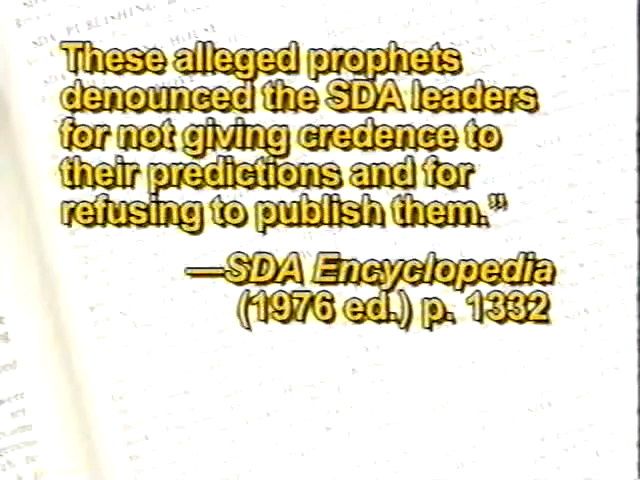 These alleged prophets
denounced the SDA leaders
for not giving credence to
their predictions and for
refusing to publish them.”
—SDA Encyclopedia
(1976 ed.) p. 1332